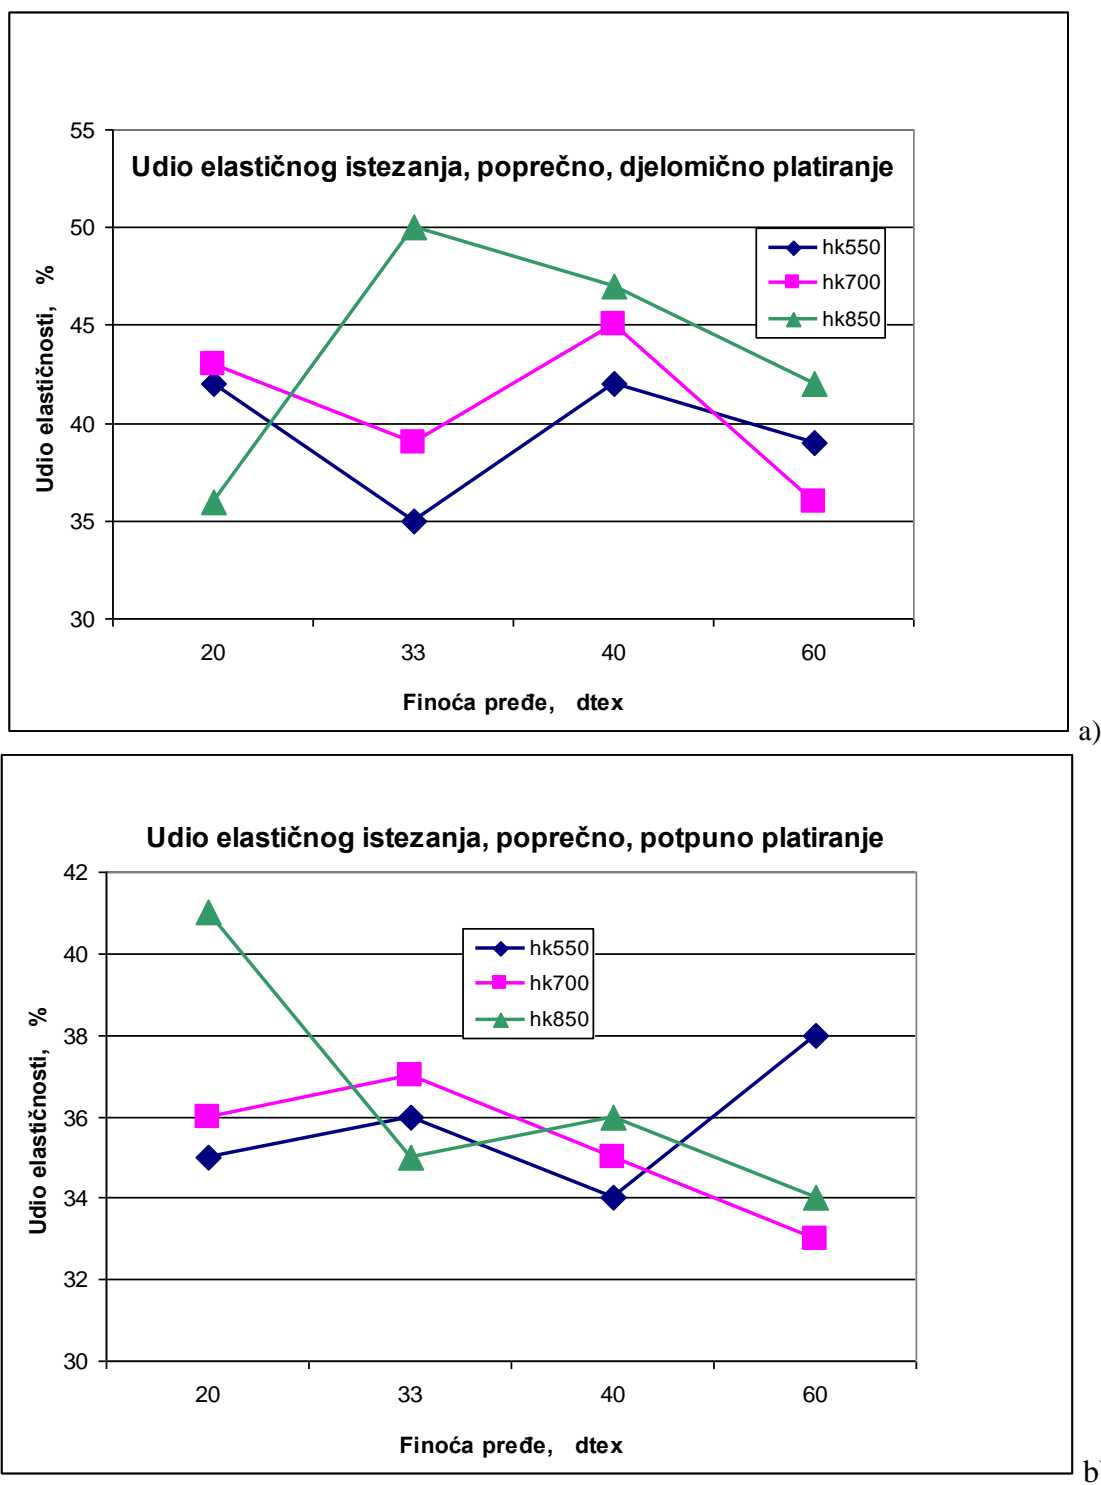 55
Udio elastičnog istezanja, poprečno, djelomično platiranje
50
hk550
hk700
hk850
45
40
35
30
Udio elastičnosti, %
20 33 40 60
Finoća pređe, dtex
a)
Udio elastičnog istezanja, poprečno, potpuno platiranje
42
40
hk550
hk700
hk850
38
36
34
32
30
Udio elastičnosti, %
20 33 40 60
Finoća pređe, dtex
b)